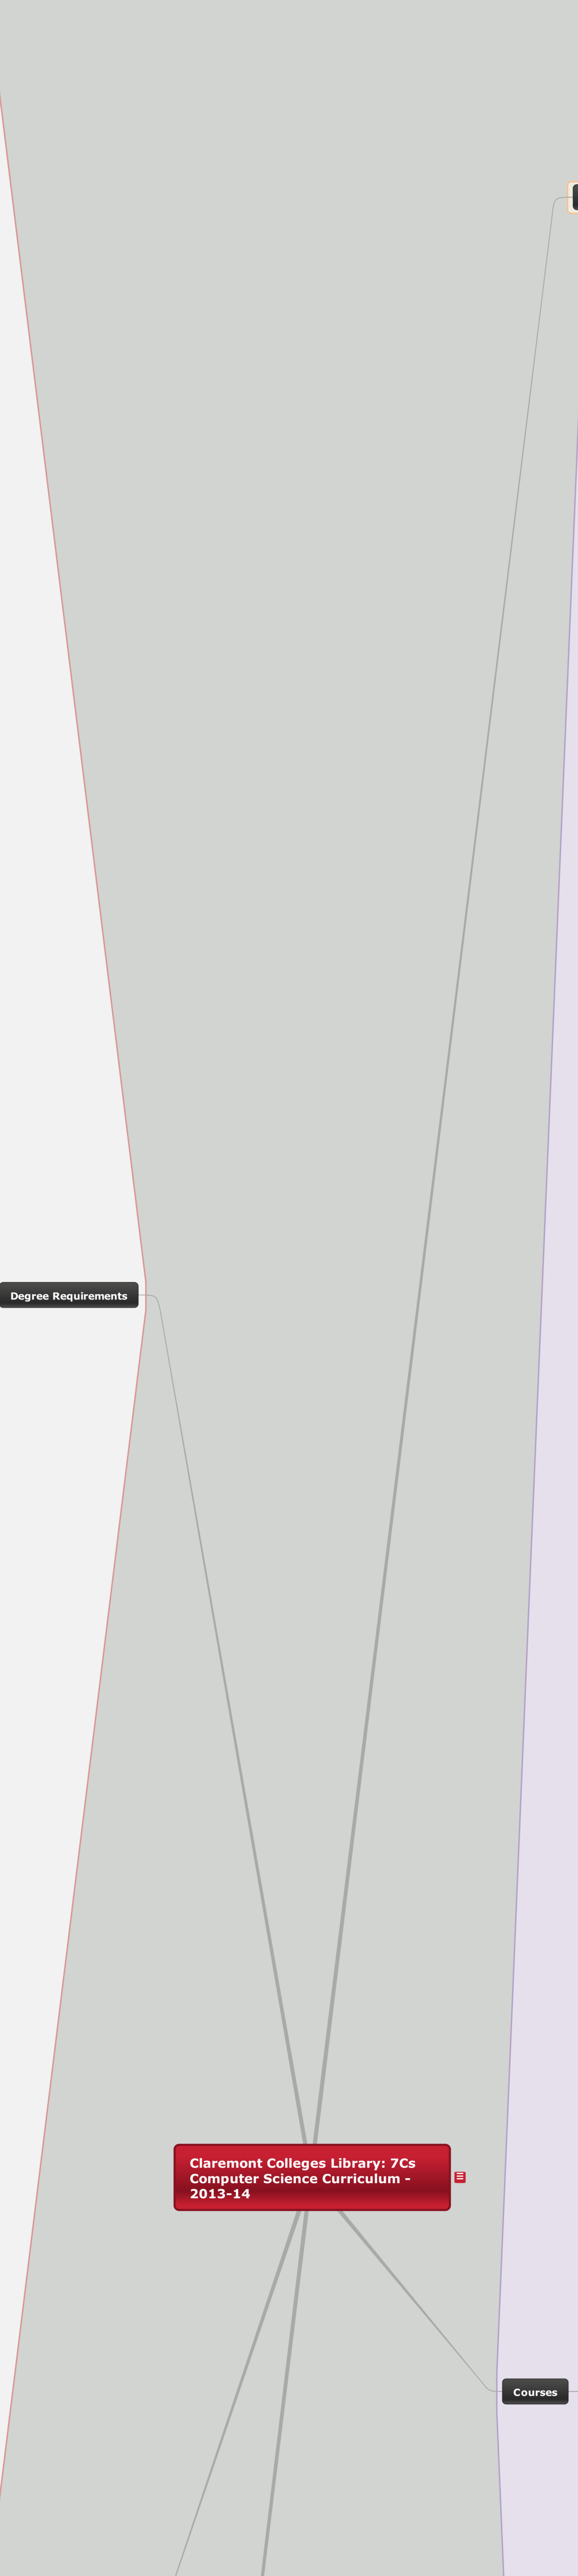 Degree Requirements
Claremont Colleges Library: 7Cs
Computer Science Curriculum -
2013-14
Courses